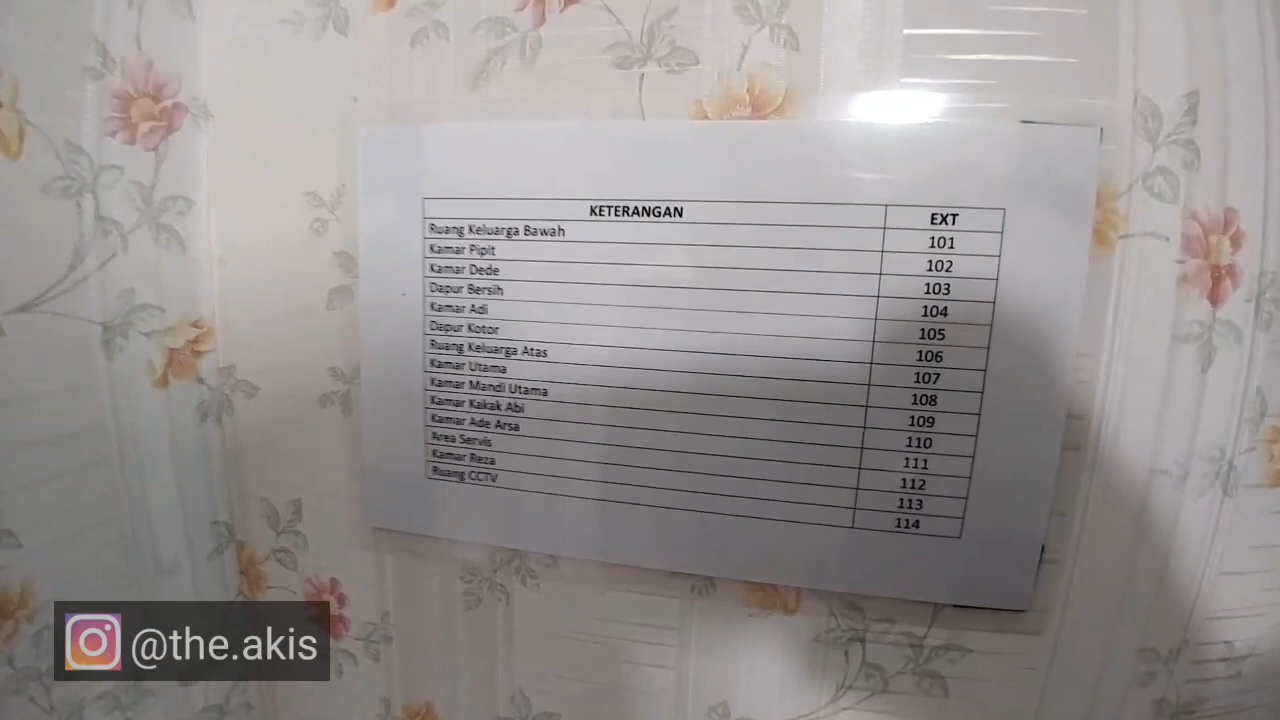 KETERANGAN EXT
Ruang Keluarga Bawah 101
Kamar Pipit 102
Kamar Dede 103
Dapur Bersih 104
Kamar Adi 105
Dapur Kotor 106
Ruang Keluarga Atas 107
Kamar Utama 108
Kamar Mandi Utama 109
Kamar Kakak Abi 110
Kamar Ade Arsa 111
Area Servis 112
Kamar Reza 113
Ruang CCTV 114
@the.akis